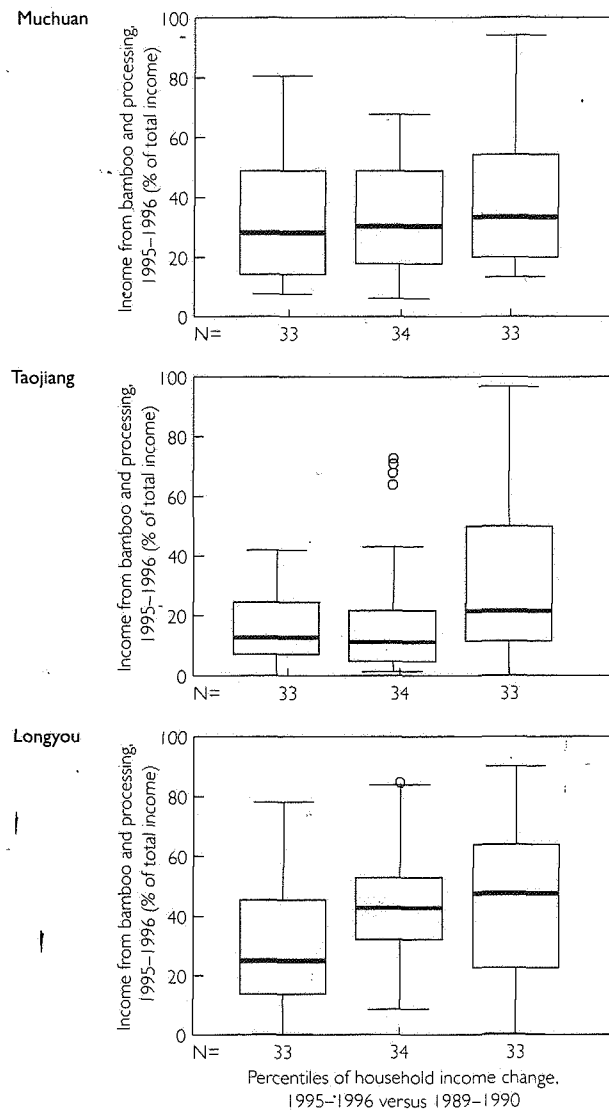 Muchuan
Income from bamboo and processing,
1995–1996 (% of total income)
100
80
60
40
20
0
N= 33 34 33
Taojiang
Income from bamboo and processing,
1995–1996 (% of total income)
100
80
60
40
20
0
N= 33 34 33
Longyou
Income from bamboo and processing,
1995–1996 (% of total income)
100
80
60
40
20
0
N= 33 34 33
Percentiles of household income change,
1995–1996 versus 1989–1990